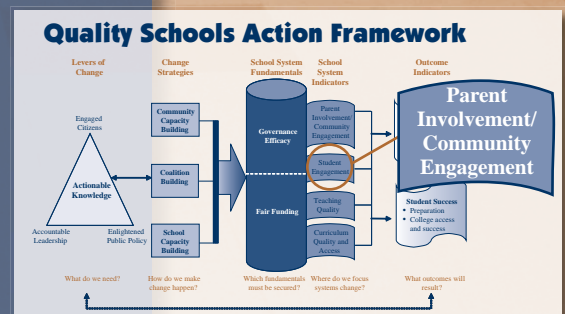 Quality Schools Action Framework
Levers of
Change
Change
Strategies
School System
Fundamentals
School
System
Indicators
Outcome
Indicators
Engaged
Citizens
Actionable
Knowledge
Accountable
Leadership
Enlightened
Public Policy
Community
Capacity
Building
Coalition
Building
School
Capacity
Building
Governance
Efficacy
Fair Funding
Parent
Involvement/
Community
Engagement
Student
Engagement
Teaching
Quality
Curriculum
Quality and
Access
Parent
Involvement/
Community
Engagement
Student Success
• Preparation
• College access
and success
What do we need?
How do we make
change happen?
Which fundamentals
must be secured?
Where do we focus
systems change?
What outcomes will
result?